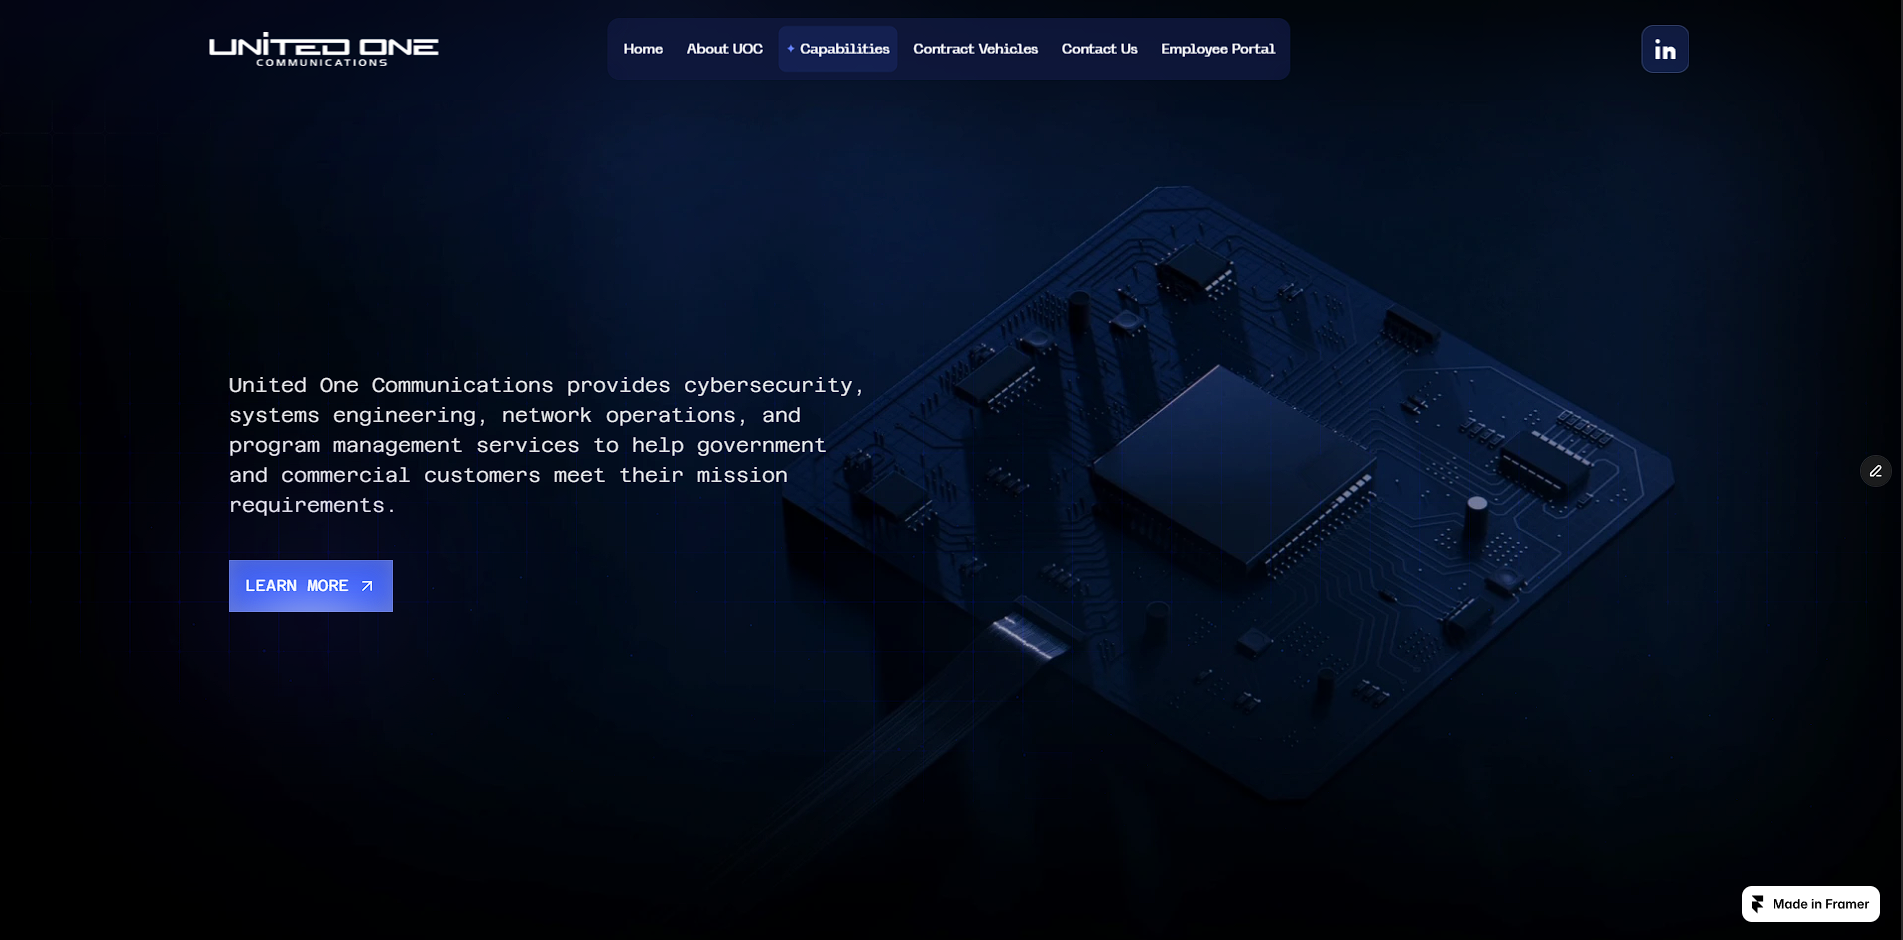 UNITED ONE
COMMUNICATIONS
Home
About UOC
Capabilities
Contract Vehicles
Contact Us
Employee Portal
in
United One Communications provides cybersecurity,
systems engineering, network operations, and
program management services to help government
and commercial customers meet their mission
requirements.
LEARN MORE
Made in Framer